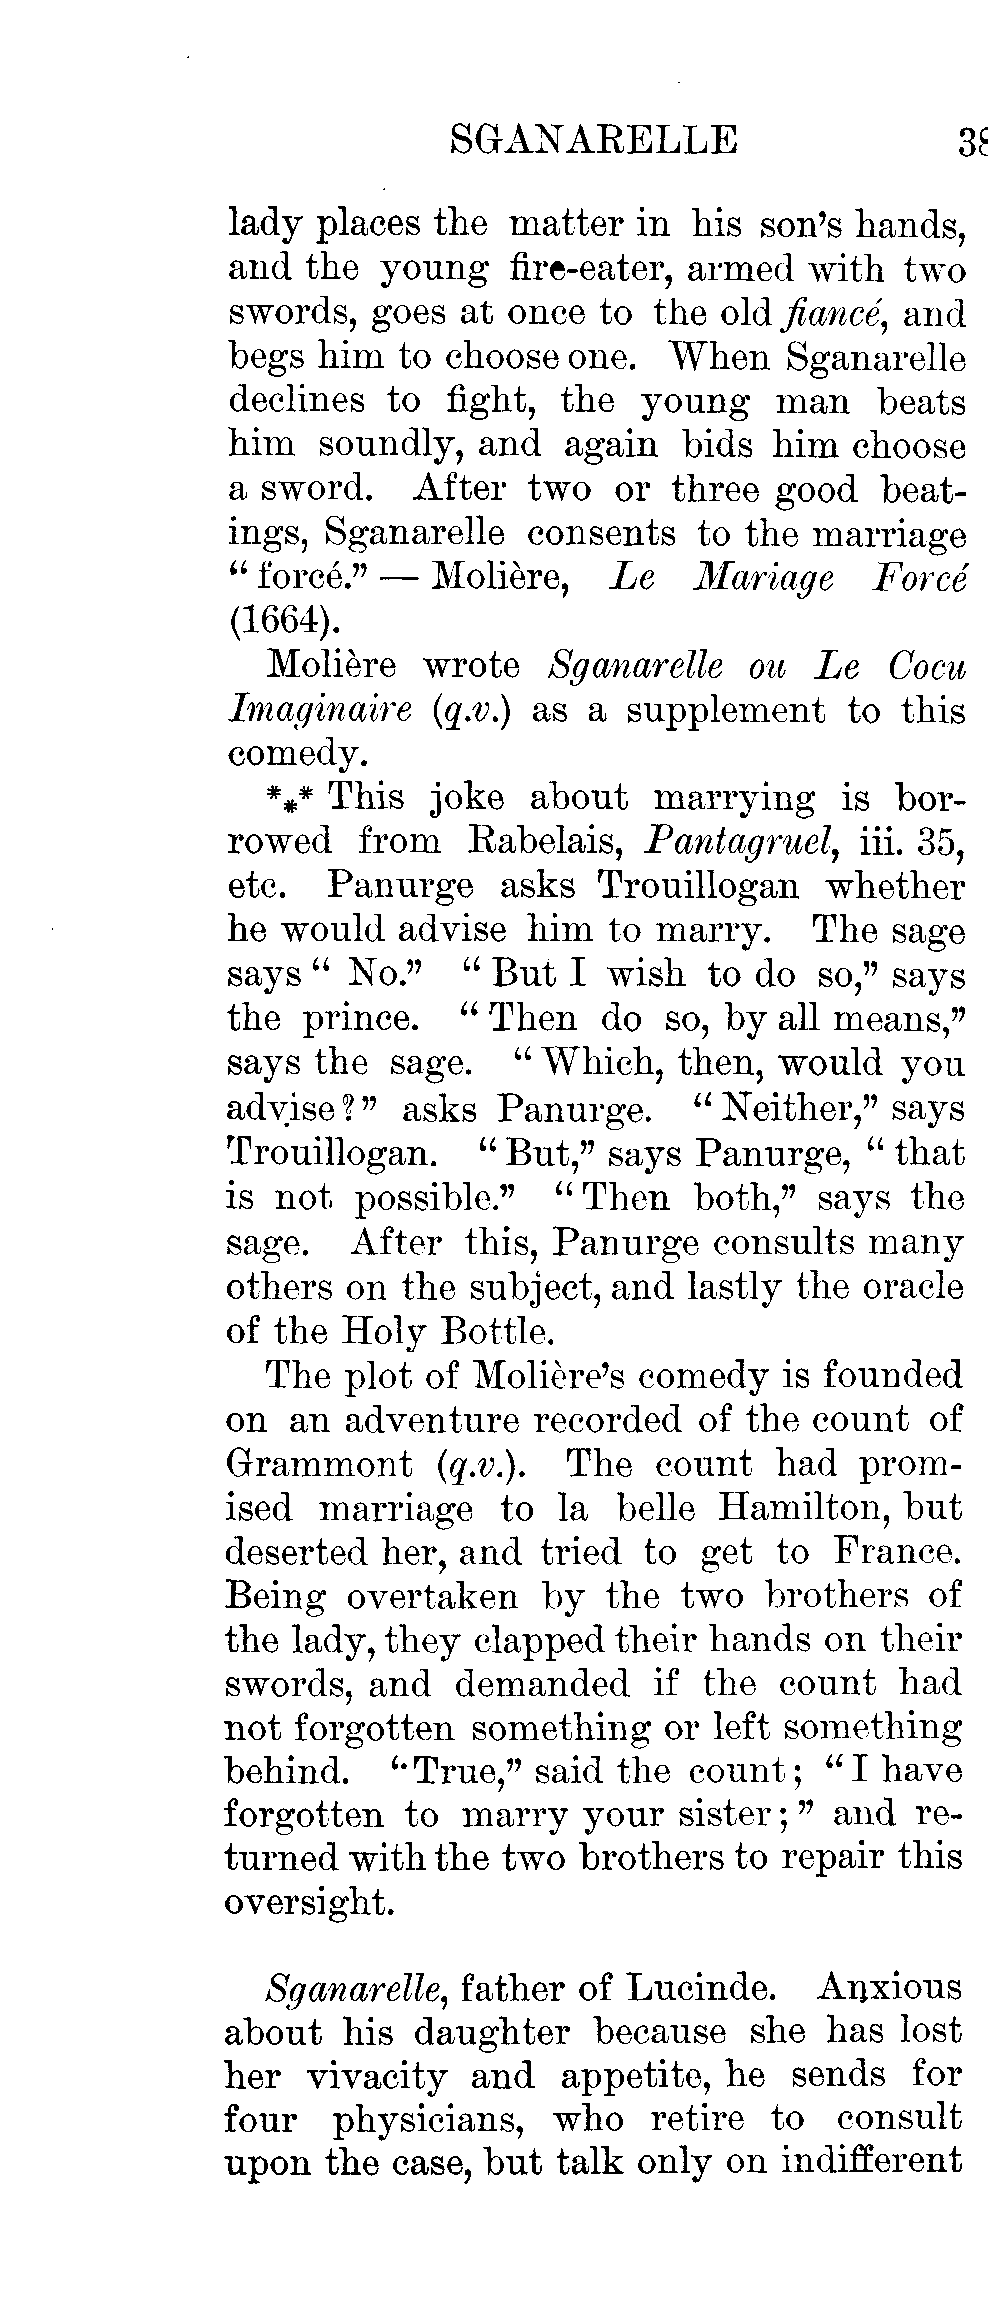 SGANARELLE
lady places the matter in his son's hands,
and the young fire-eater, armed with two
swords, goes at once to the old fiancé, and
begs him to choose one. When Sganarelle
declines to fight, the young man beats
him soundly, and again bids him choose
a sword. After two or three good beat-
ings, Sganarelle consents to the marriage
“ forcé.” — Molière, Le Mariage Forcé
(1664).
Molière wrote Sganarelle ou Le Cocu
Imaginaire (q.v.) as a supplement to this
comedy.
*⁎* This joke about marrying is bor-
rowed from Rabelais, Pantagruel, iii. 35,
etc. Panurge asks Trouillogan whether
he would advise him to marry. The sage
says “ No.” “ But I wish to do so,” says
the prince. “ Then do so, by all means,”
says the sage. “ Which, then, would you
advise?” asks Panurge. “ Neither,” says
Trouillogan. “ But,” says Panurge, “ that
is not possible.” “ Then both,” says the
sage. After this, Panurge consults many
others on the subject, and lastly the oracle
of the Holy Bottle.
The plot of Molière's comedy is founded
on an adventure recorded of the count of
Grammont (q.v.). The count had prom-
ised marriage to la belle Hamilton, but
deserted her, and tried to get to France.
Being overtaken by the two brothers of
the lady, they clapped their hands on their
swords, and demanded if the count had
not forgotten something or left something
behind. “ True,” said the count; “ I have
forgotten to marry your sister; ” and re-
turned with the two brothers to repair this
oversight.
Sganarelle, father of Lucinde. Anxious
about his daughter because she has lost
her vivacity and appetite, he sends for
four physicians, who retire to consult
upon the case, but talk only on indifferent